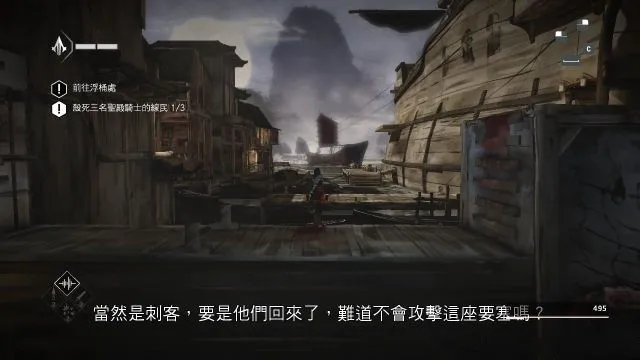 C
前往浮桶處
殺死三名聖殿騎士的線民 1/3
當然是刺客，要是他們回來了，難道不會攻擊這座要塞嗎？
495